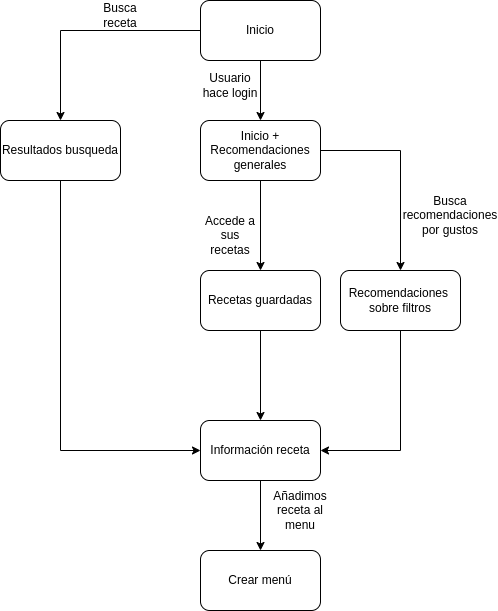 Busca
receta
Inicio
Usuario
hace login
Resultados busqueda
Inicio +
Recomendaciones
generales
Accede a
sus
recetas
Busca
recomendaciones
por gustos
Recetas guardadas
Recomendaciones
sobre filtros
Información receta
Añadimos
receta al
menu
Crear menú